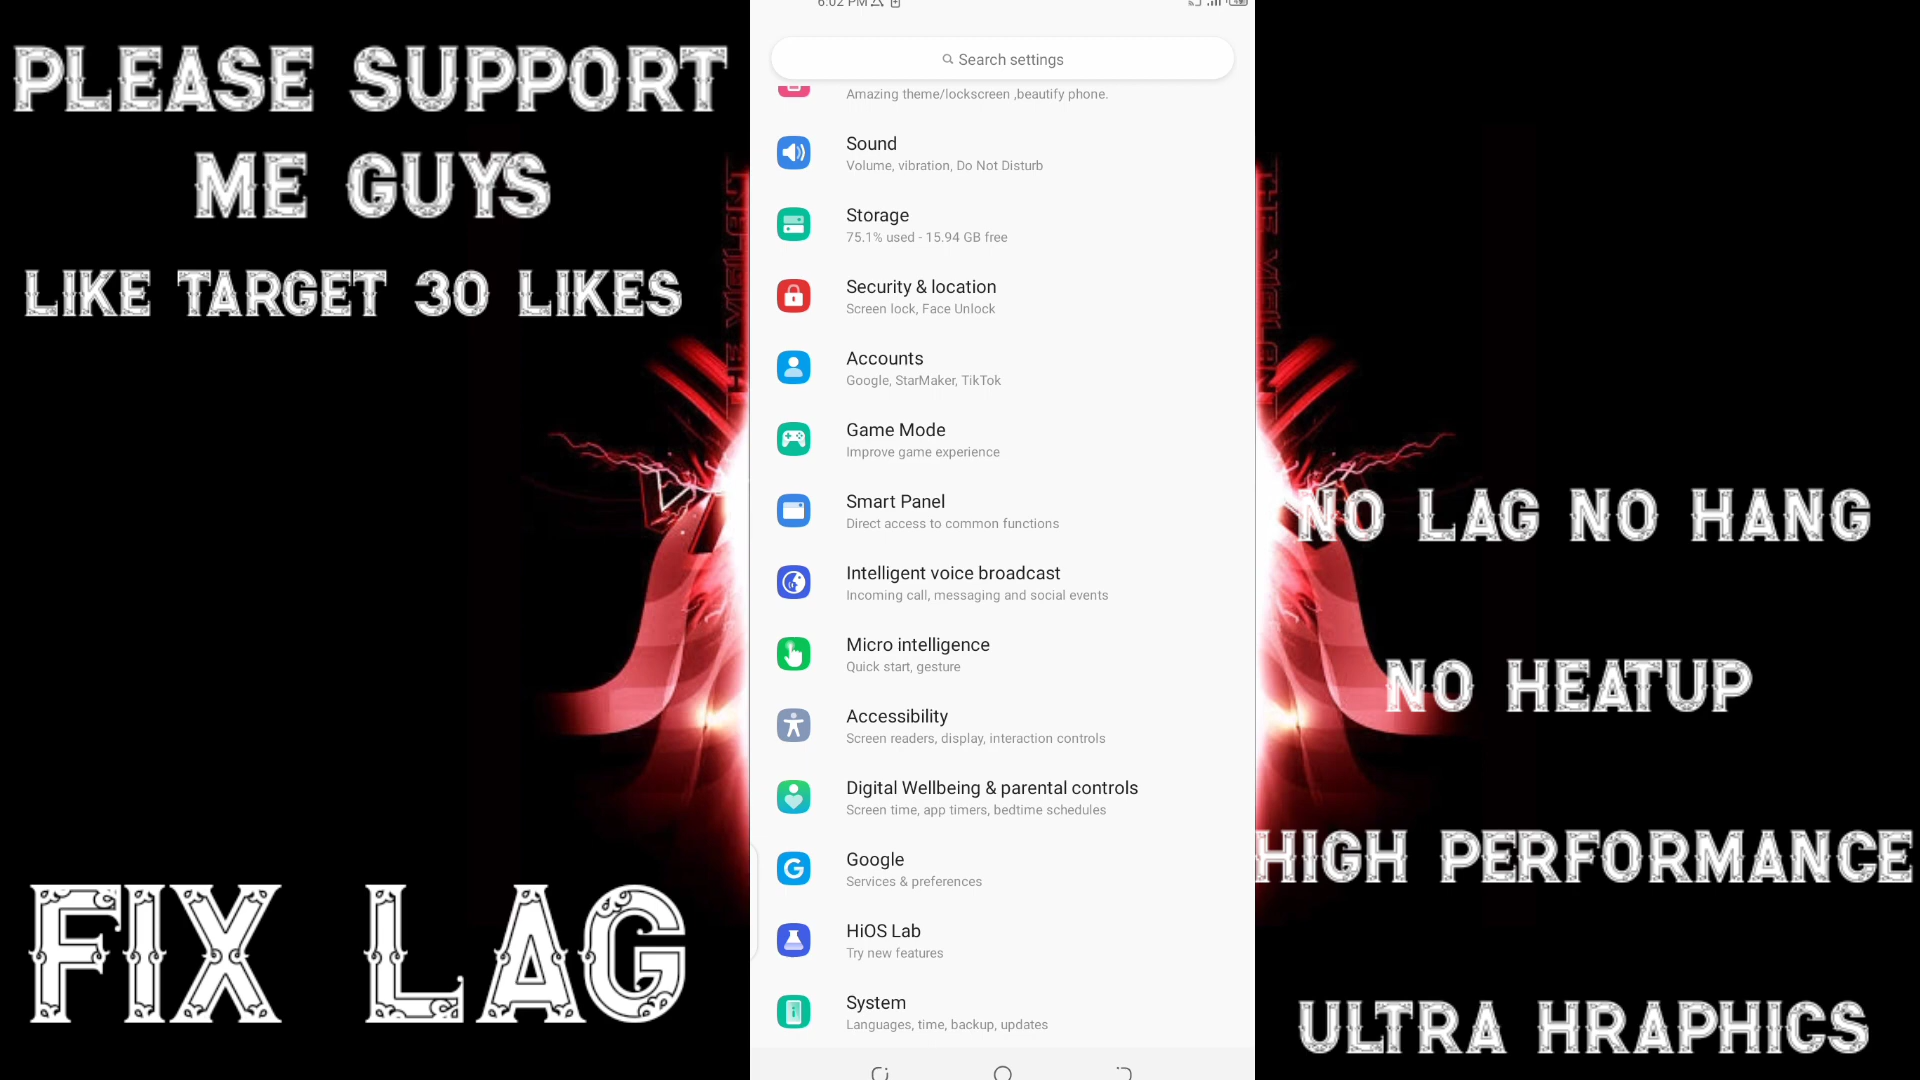 PLEASE SUPPORT
ME GUYS
LIKE TARGET 30 LIKES
FIX LAG
6:02 PM
Search settings
Amazing theme/lockscreen ,beautify phone.
Sound
Volume, vibration, Do Not Disturb
Storage
75.1% used - 15.94 GB free
Security & location
Screen lock, Face Unlock
Accounts
Google, StarMaker, TikTok
Game Mode
Improve game experience
Smart Panel
Direct access to common functions
Intelligent voice broadcast
Incoming call, messaging and social events
Micro intelligence
Quick start, gesture
Accessibility
Screen readers, display, interaction controls
Digital Wellbeing & parental controls
Screen time, app timers, bedtime schedules
Google
Services & preferences
HiOS Lab
Try new features
System
Languages, time, backup, updates
NO LAG NO HANG
NO HEATUP
HIGH PERFORMANCE
ULTRA HRAPHICS